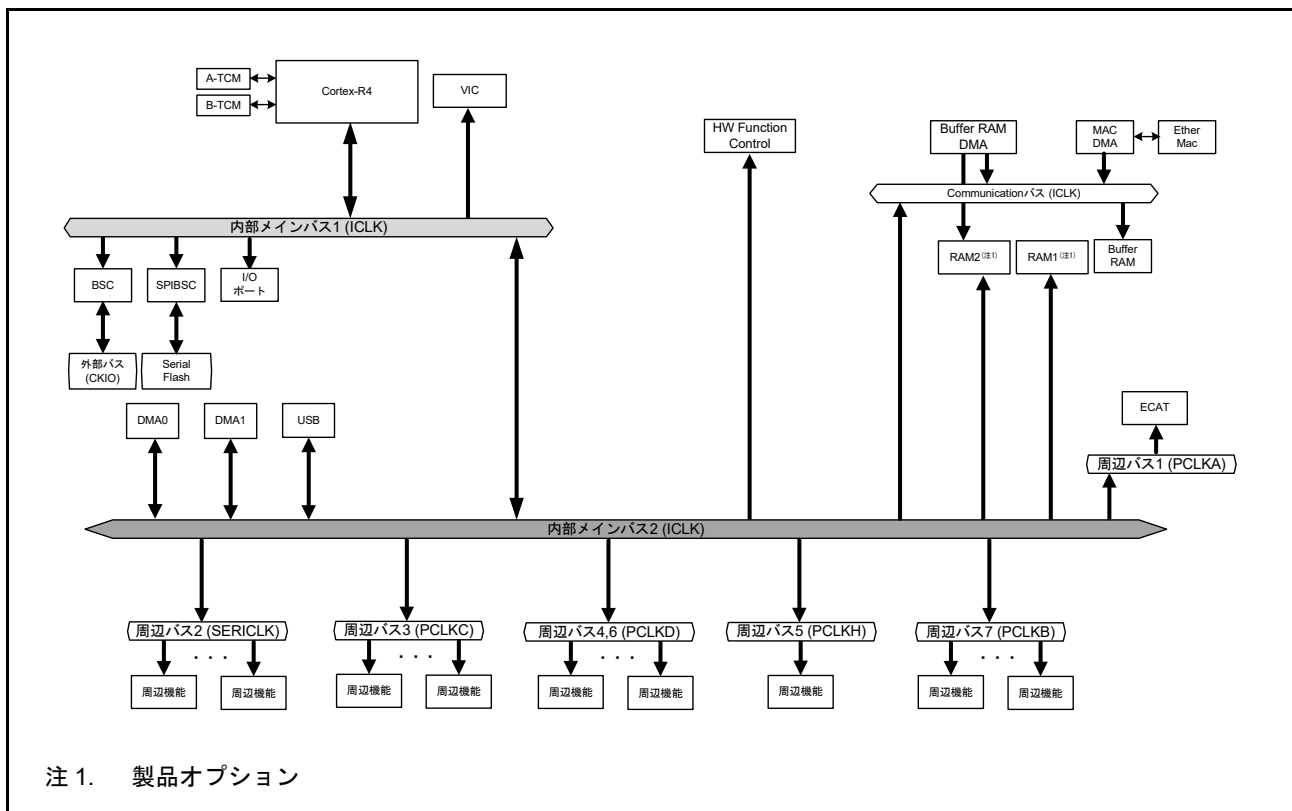 A-TCM
B-TCM
Cortex-R4
VIC
HW Function
Control
Buffer RAM
DMA
MAC
DMA
Ether
Mac
Communicationバス (ICLK)
内部メインバス1 (ICLK)
BSC
SPIBSC
I/O
ポート
RAM2(注1)
RAM1(注1)
Buffer
RAM
外部バス
(CKIO)
Serial
Flash
DMA0
DMA1
USB
ECAT
周辺バス1 (PCLKA)
内部メインバス2 (ICLK)
周辺バス2 (SERICLK)
周辺バス3 (PCLKC)
周辺バス4,6 (PCLKD)
周辺バス5 (PCLKH)
周辺バス7 (PCLKB)
・・・
・・・
・・・
・・・
周辺機能
周辺機能
周辺機能
周辺機能
周辺機能
周辺機能
周辺機能
周辺機能
周辺機能
注 1. 製品オプション